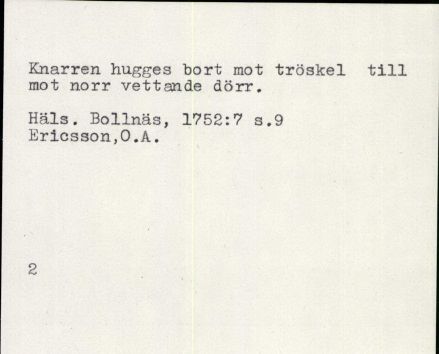 Knarren hugges bort mot tröskel till
mot norr vettande dörr.
Häls. Bollnäs, 1752:7 s.9
Ericsson,O.A.
2